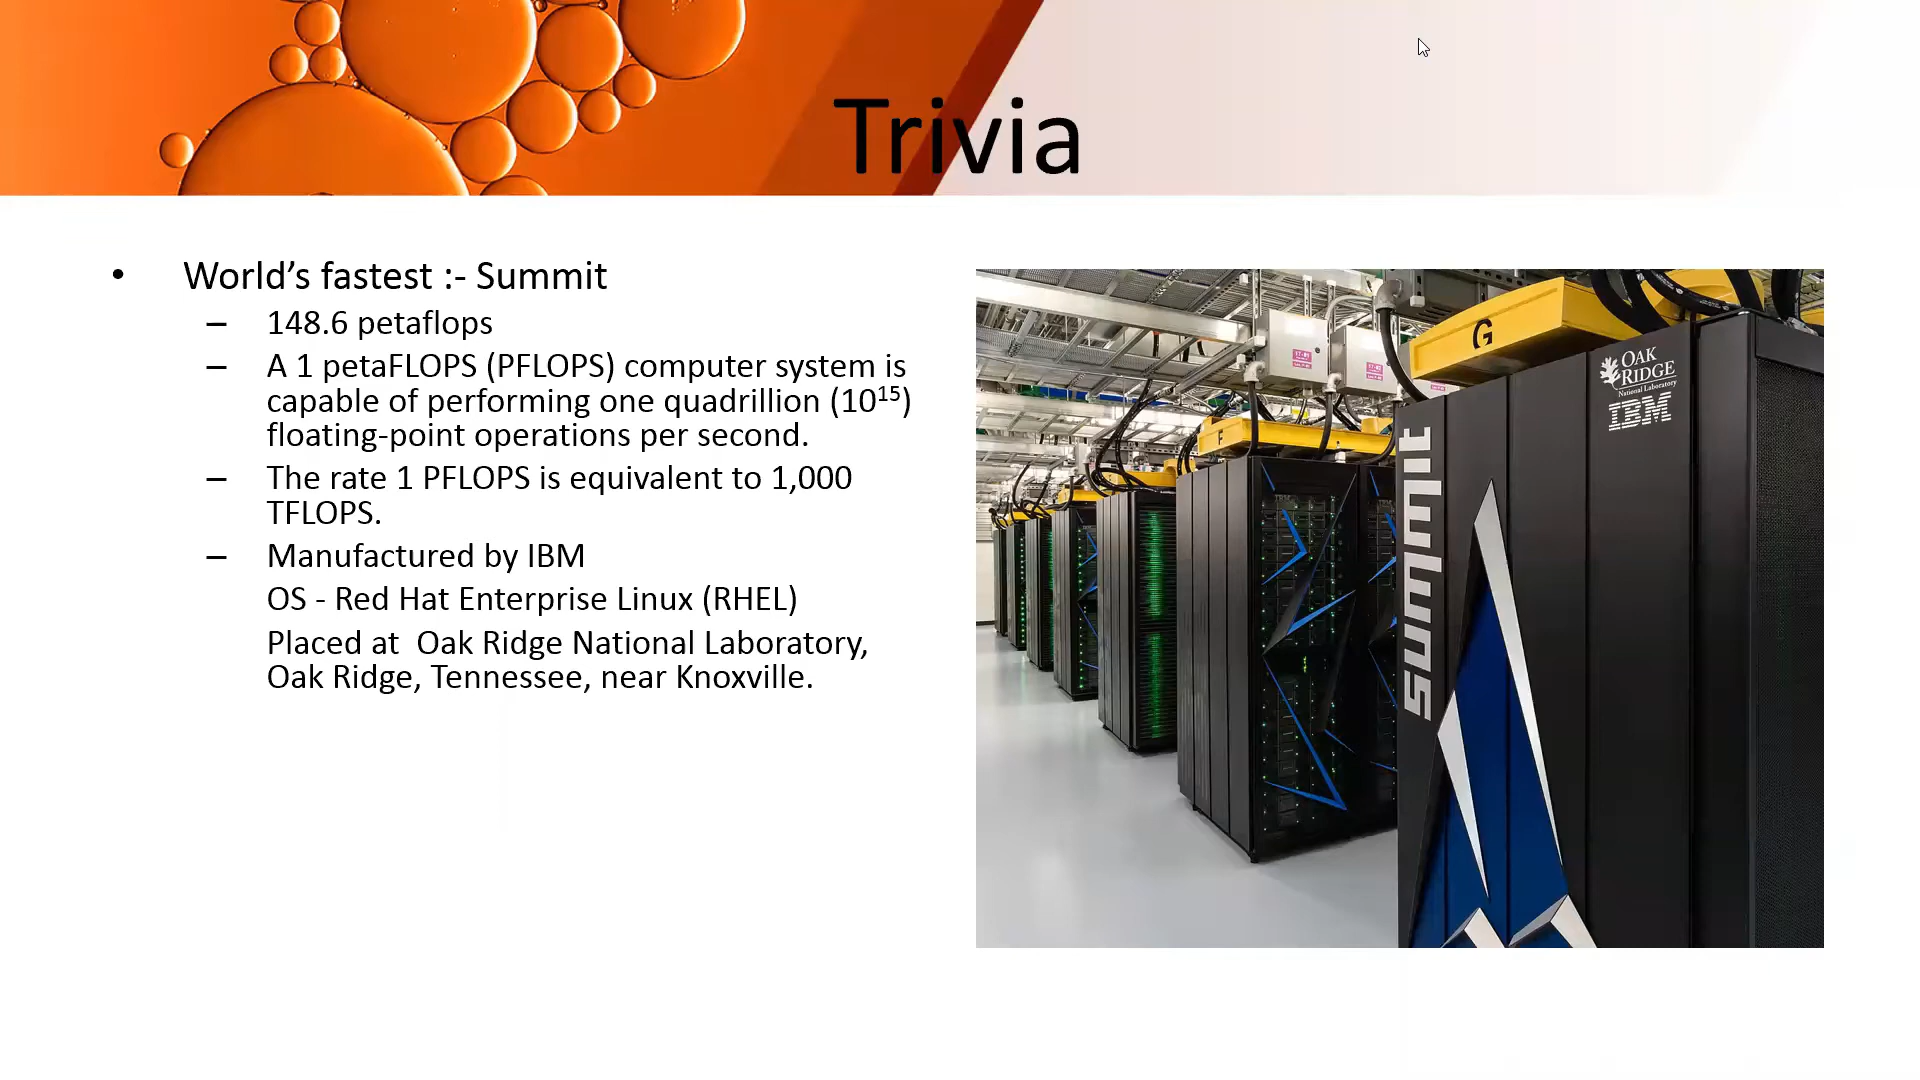 Trivia
• World’s fastest :- Summit
– 148.6 petaflops
– A 1 petaFLOPS (PFLOPS) computer system is
capable of performing one quadrillion (10¹⁵)
floating-point operations per second.
– The rate 1 PFLOPS is equivalent to 1,000
TFLOPS.
– Manufactured by IBM
OS - Red Hat Enterprise Linux (RHEL)
Placed at  Oak Ridge National Laboratory,
Oak Ridge, Tennessee, near Knoxville.
G
F
OAK
RIDGE
National Laboratory
IBM
summit